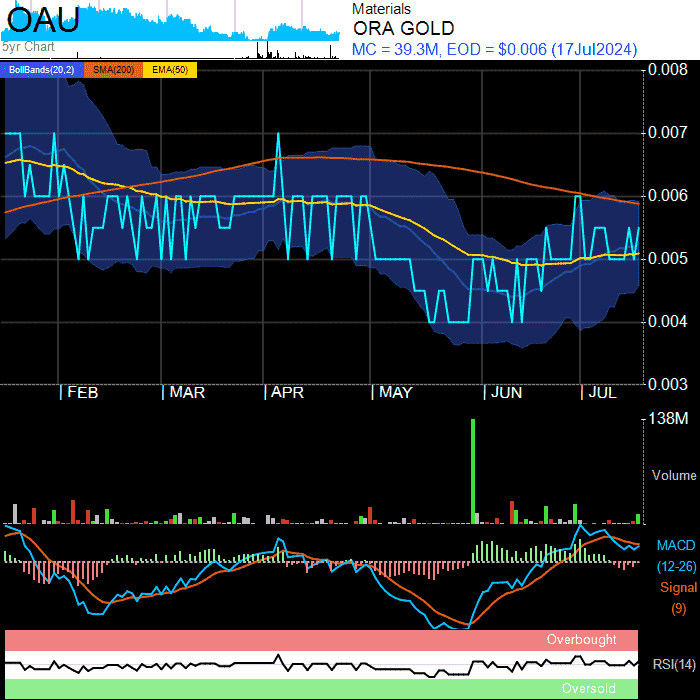 OAU
5yr Chart
Materials
ORA GOLD
MC = 39.3M, EOD = $0.006 (17Jul2024)
BollBands(20,2) SMA(200) EMA(50)
0.008
0.007
0.006
0.005
0.004
0.003
FEB MAR APR MAY JUN JUL
138M
Volume
MACD
(12-26)
Signal
(9)
Overbought
RSI(14)
Oversold